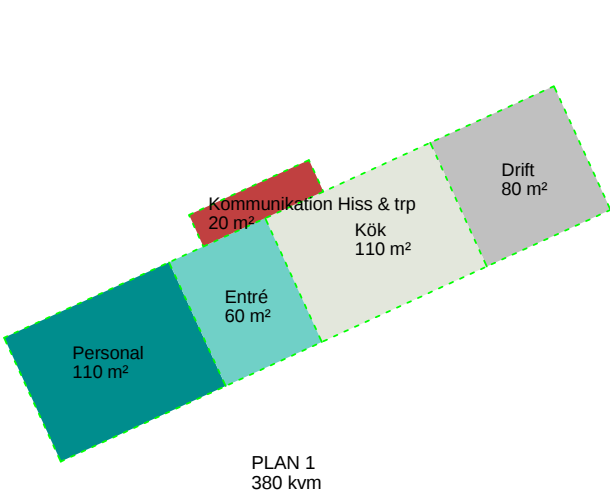 Drift
80 m²
Kommunikation Hiss & trp
20 m²
Kök
110 m²
Entré
60 m²
Personal
110 m²
PLAN 1
380 kvm